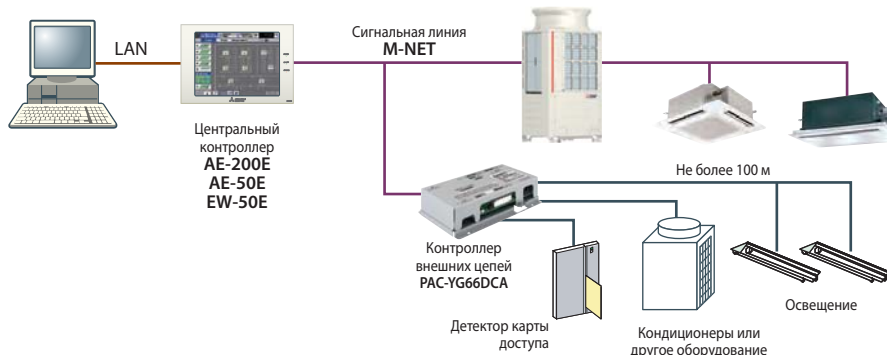 LAN
Сигнальная линия
M-NET
Центральный
контроллер
AE-200E
AE-50E
EW-50E
Не более 100 м
Контроллер
внешних цепей
PAC-YG66DCA
Детектор карты
доступа
Кондиционеры или
другое оборудование
Освещение